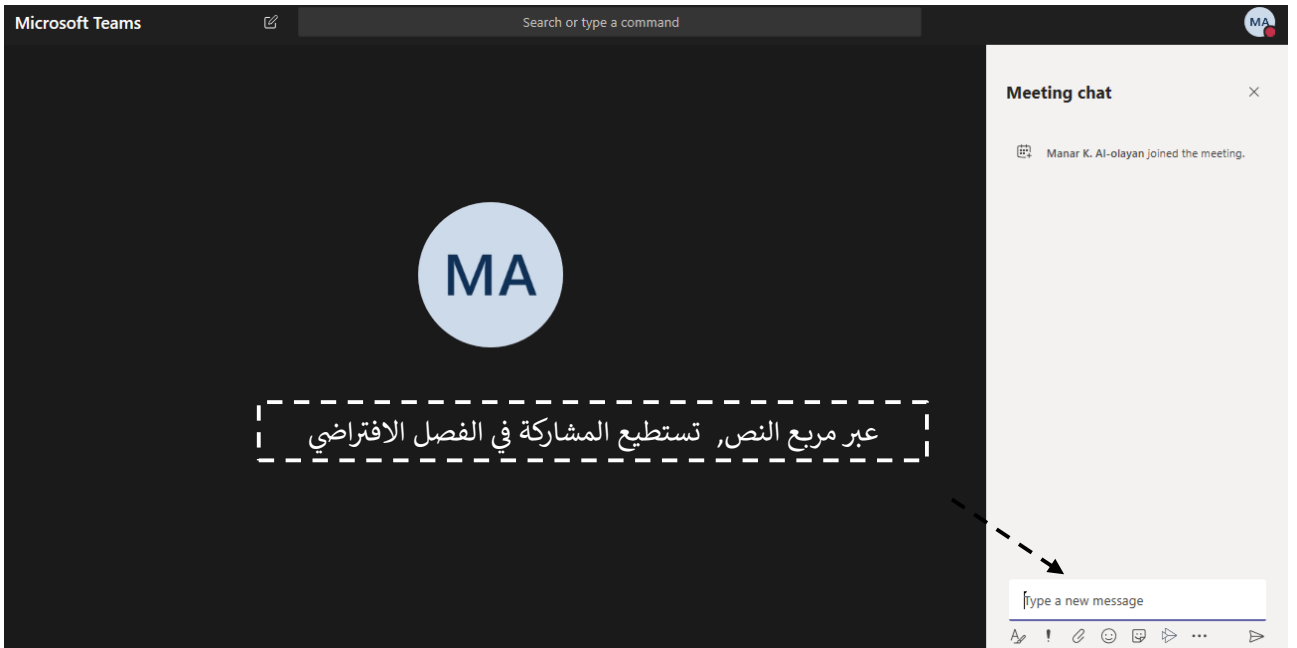 Microsoft Teams
Search or type a command
MA
Meeting chat
Manar K. Al-olayan joined the meeting.
MA
عبر مربع النص, تستطيع المشاركة في الفصل الافتراضي
Type a new message